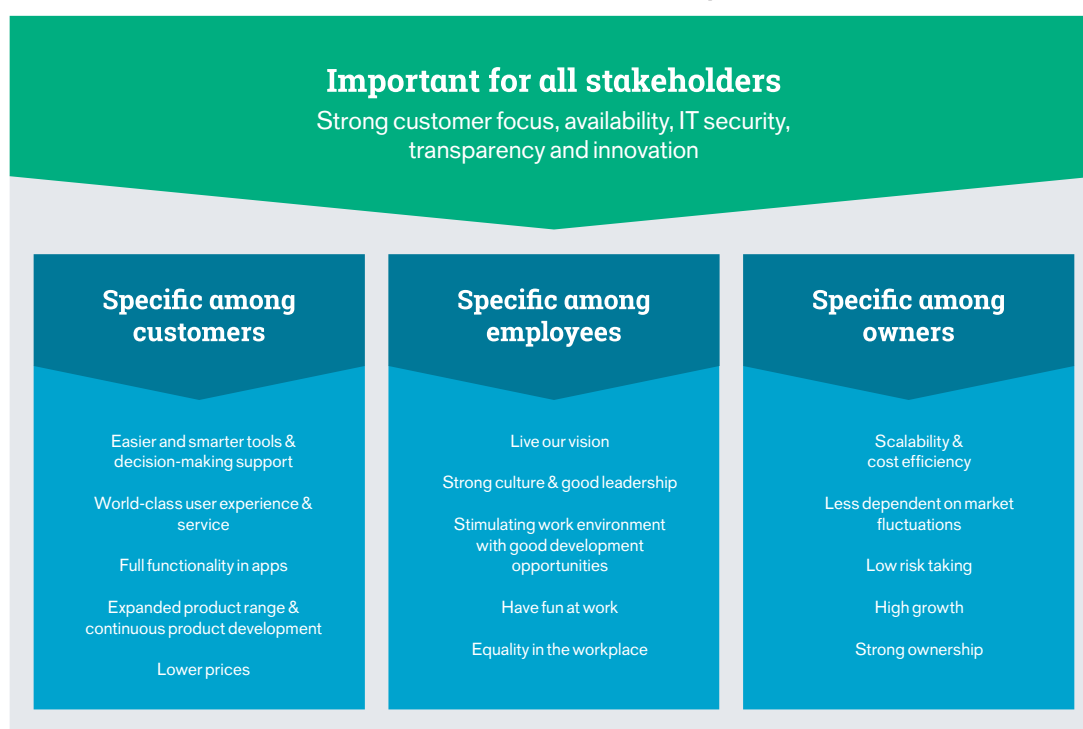 Important for all stakeholders
Strong customer focus, availability, IT security,
transparency and innovation
Specific among
customers
Easier and smarter tools &
decision-making support
World-class user experience &
service
Full functionality in apps
Expanded product range &
continuous product development
Lower prices
Specific among
employees
Live our vision
Strong culture & good leadership
Stimulating work environment
with good development
opportunities
Have fun at work
Equality in the workplace
Specific among
owners
Scalability &
cost efficiency
Less dependent on market
fluctuations
Low risk taking
High growth
Strong ownership